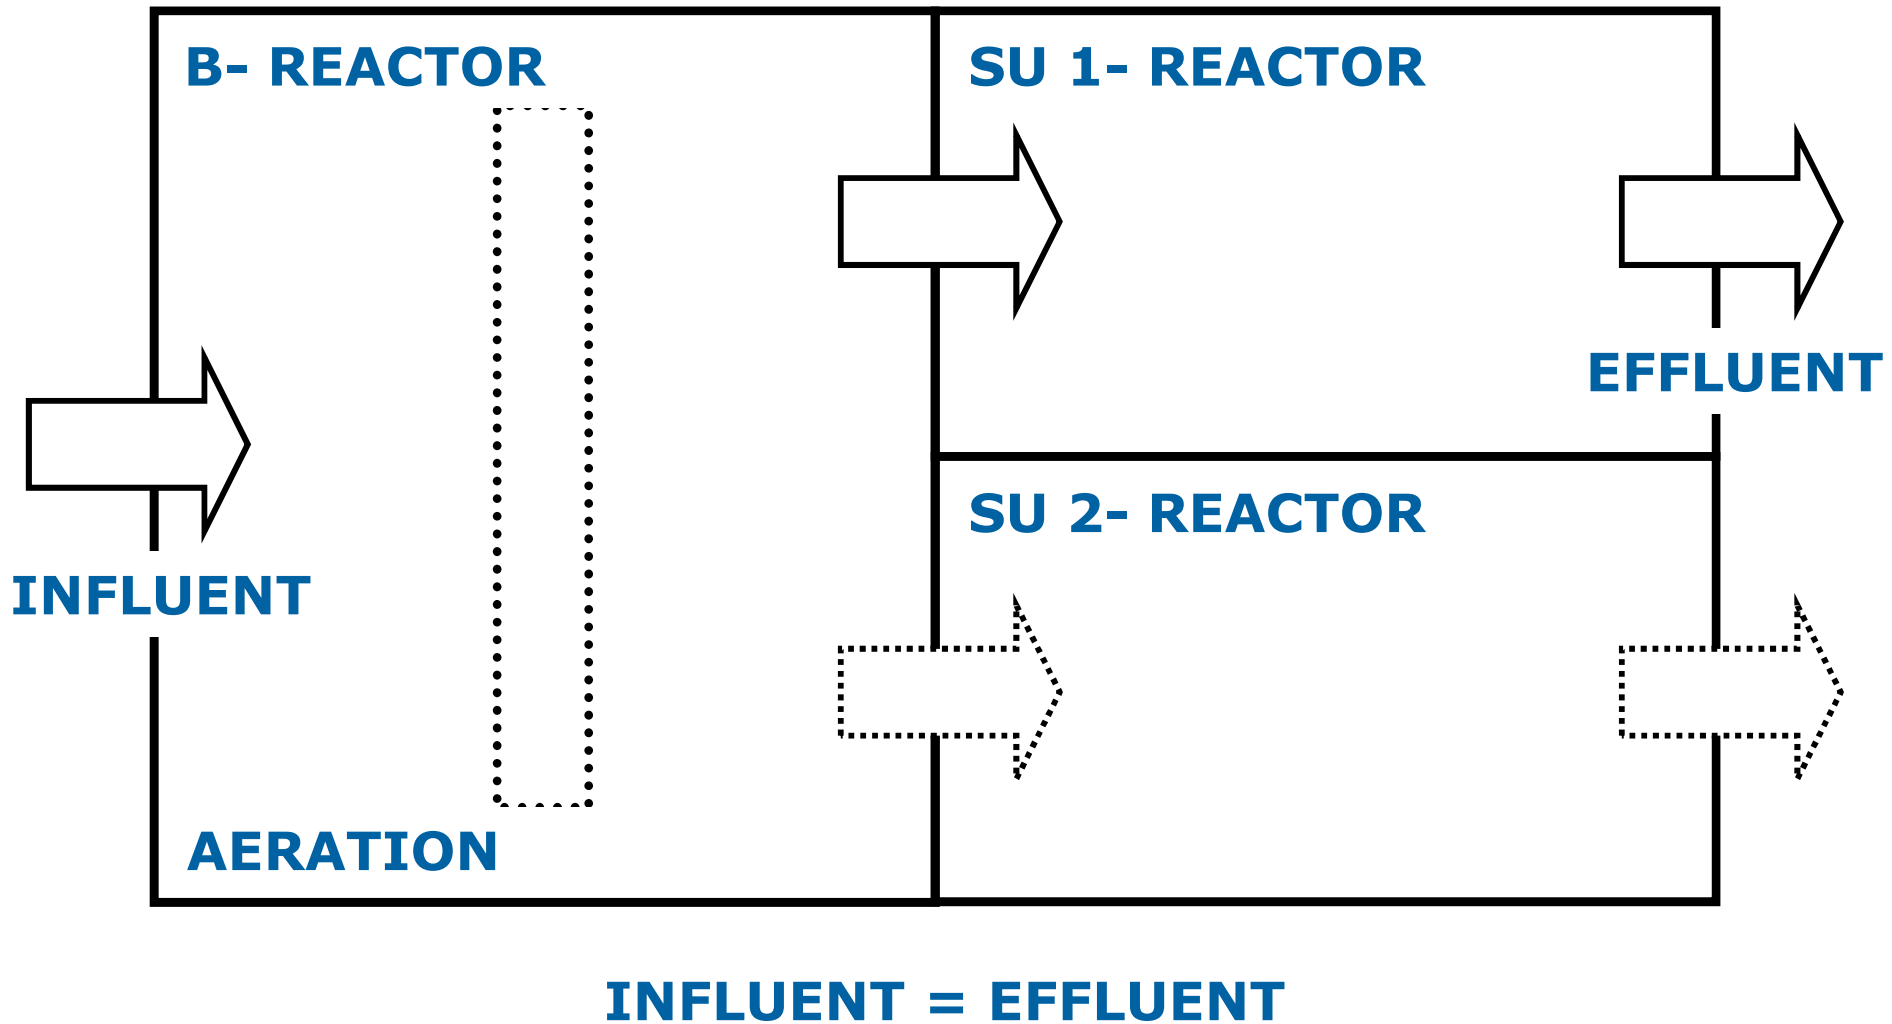 B- REACTOR
SU 1- REACTOR
EFFLUENT
SU 2- REACTOR
INFLUENT
AERATION
INFLUENT = EFFLUENT